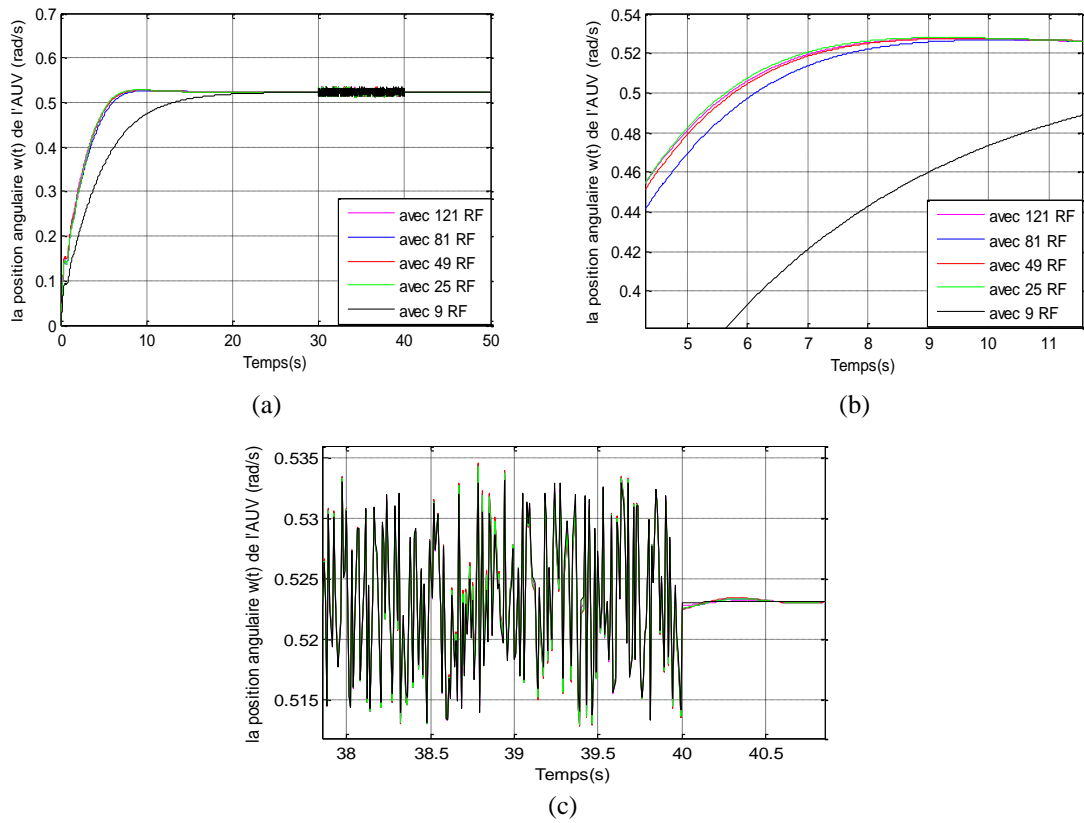 la position angulaire w(t) de l'AUV (rad/s)
0.7
0.6
0.5
0.4
0.3
0.2
0.1
0
0 10 20 30 40 50
Temps(s)
avec 121 RF
avec 81 RF
avec 49 RF
avec 25 RF
avec 9 RF
(a)
la position angulaire w(t) de l'AUV (rad/s)
0.54
0.52
0.5
0.48
0.46
0.44
0.42
0.4
5 6 7 8 9 10 11
Temps(s)
avec 121 RF
avec 81 RF
avec 49 RF
avec 25 RF
avec 9 RF
(b)
la position angulaire w(t) de l'AUV (rad/s)
0.535
0.53
0.525
0.52
0.515
38 38.5 39 39.5 40 40.5
Temps(s)
(c)